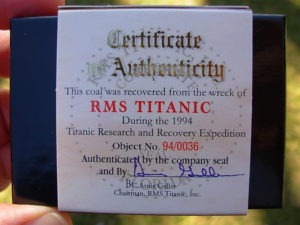 Certificate
of Authenticity
This coal was recovered from the wreck of
RMS TITANIC
During the 1994
Titanic Research and Recovery Expedition
Object No. 94/0036
Authenticated by the company seal
and By:
By: Arnie Geller
Chairman, RMS Titanic, Inc.